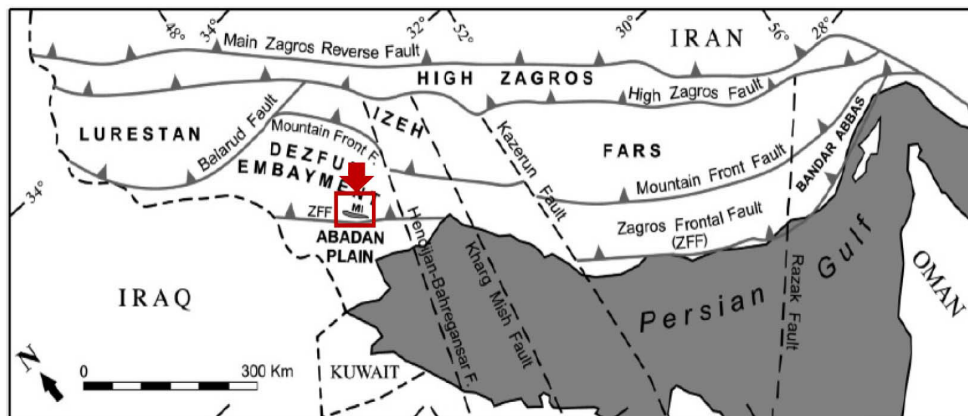 48°
34°
32°
52°
30°
56°
28°
Main Zagros Reverse Fault
IRAN
HIGH ZAGROS
High Zagros Fault
LURESTAN
Balarud Fault
IZEH
Mountain Front F.
DEZFUL
EMBAYMENT
Kazerun Fault
FARS
Mountain Front Fault
BANDAR ABBAS
34°
MI
ZFF
Zagros Frontal Fault
(ZFF)
ABADAN
PLAIN
Hendijan-Bahregansar F.
Kharg Mish Fault
Razak Fault
Persian Gulf
OMAN
IRAQ
KUWAIT
N
0
300 Km